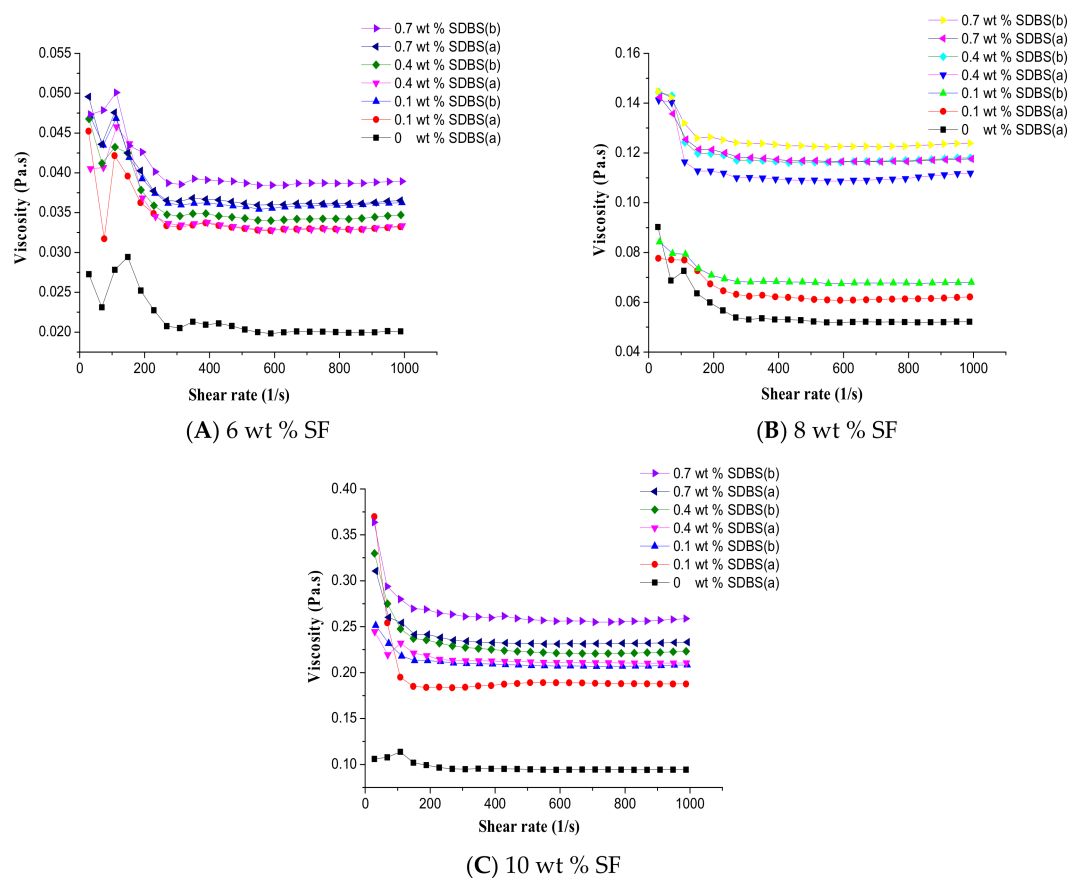 0.7 wt % SDBS(b)
0.7 wt % SDBS(a)
0.4 wt % SDBS(b)
0.4 wt % SDBS(a)
0.1 wt % SDBS(b)
0.1 wt % SDBS(a)
0 wt % SDBS(a)
0.055
0.050
0.045
0.040
0.035
0.030
0.025
0.020
Viscosity (Pa.s)
0 200 400 600 800 1000
Shear rate (1/s)
(A) 6 wt % SF
0.7 wt % SDBS(b)
0.7 wt % SDBS(a)
0.4 wt % SDBS(b)
0.4 wt % SDBS(a)
0.1 wt % SDBS(b)
0.1 wt % SDBS(a)
0 wt % SDBS(a)
0.16
0.14
0.12
0.10
0.08
0.06
0.04
Viscosity (Pa.s)
0 200 400 600 800 1000
Shear rate (1/s)
(B) 8 wt % SF
0.7 wt % SDBS(b)
0.7 wt % SDBS(a)
0.4 wt % SDBS(b)
0.4 wt % SDBS(a)
0.1 wt % SDBS(b)
0.1 wt % SDBS(a)
0 wt % SDBS(a)
0.40
0.35
0.30
0.25
0.20
0.15
0.10
Viscosity (Pa.s)
0 200 400 600 800 1000
Shear rate (1/s)
(C) 10 wt % SF